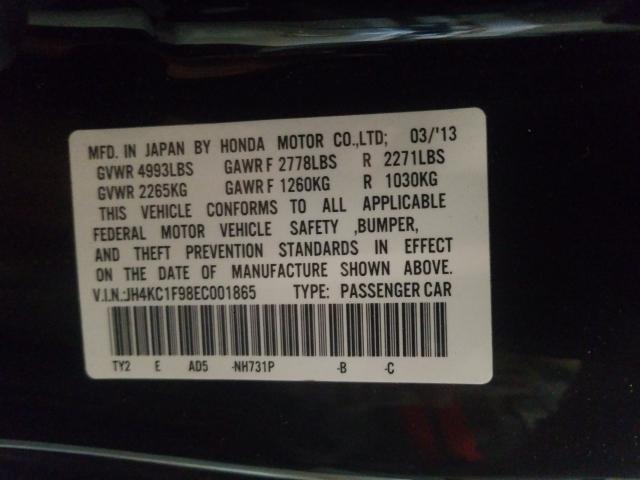 MFD. IN JAPAN BY HONDA MOTOR CO.,LTD; 03/'13
GVWR 4993LBS GAWR F 2778LBS R 2271LBS
GVWR 2265KG GAWR F 1260KG R 1030KG
THIS VEHICLE CONFORMS TO ALL APPLICABLE
FEDERAL MOTOR VEHICLE SAFETY ,BUMPER,
AND THEFT PREVENTION STANDARDS IN EFFECT
ON THE DATE OF MANUFACTURE SHOWN ABOVE.
V.I.N.:JH4KC1F98EC001865 TYPE: PASSENGER CAR
TY2 E AD5 -NH731P -B -C